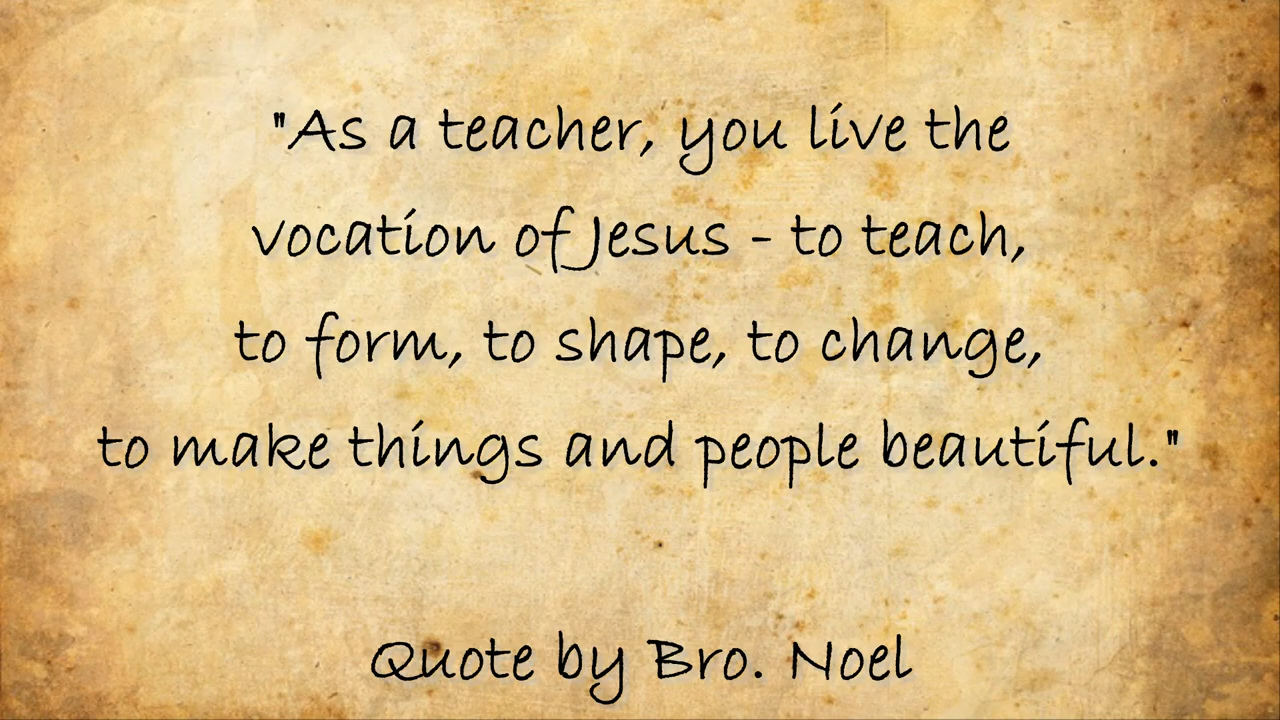 "As a teacher, you live the
vocation of Jesus - to teach,
to form, to shape, to change,
to make things and people beautiful."
Quote by Bro. Noel